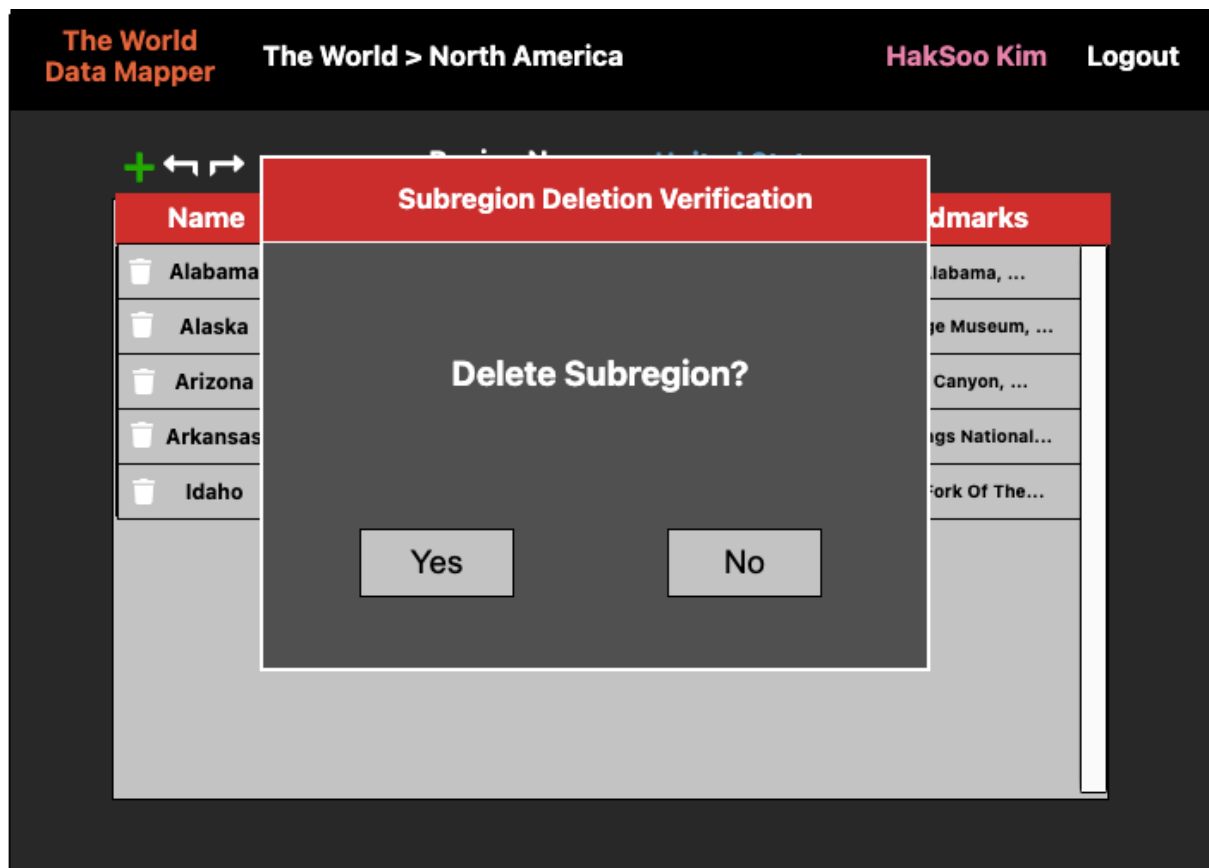 The World
Data Mapper
The World > North America
HakSoo Kim
Logout
Subregion Deletion Verification
Name
dmarks
Alabama
labama, ...
Alaska
ge Museum, ...
Arizona
Canyon, ...
Delete Subregion?
Arkansas
ngs National...
Idaho
Fork Of The...
Yes
No